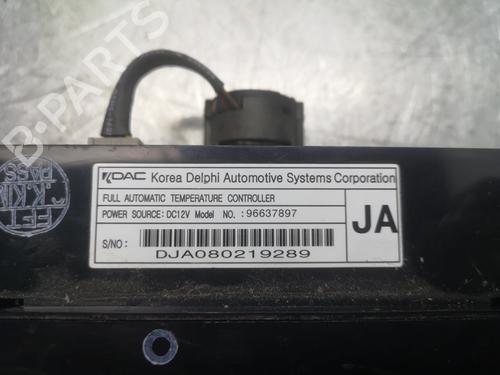 B-PARTS
KDAC Korea Delphi Automotive Systems Corporation
FULL AUTOMATIC TEMPERATURE CONTROLLER
POWER SOURCE:DC12V Model NO. :96637897
JA
S/NO:
DJA080219289
PASS